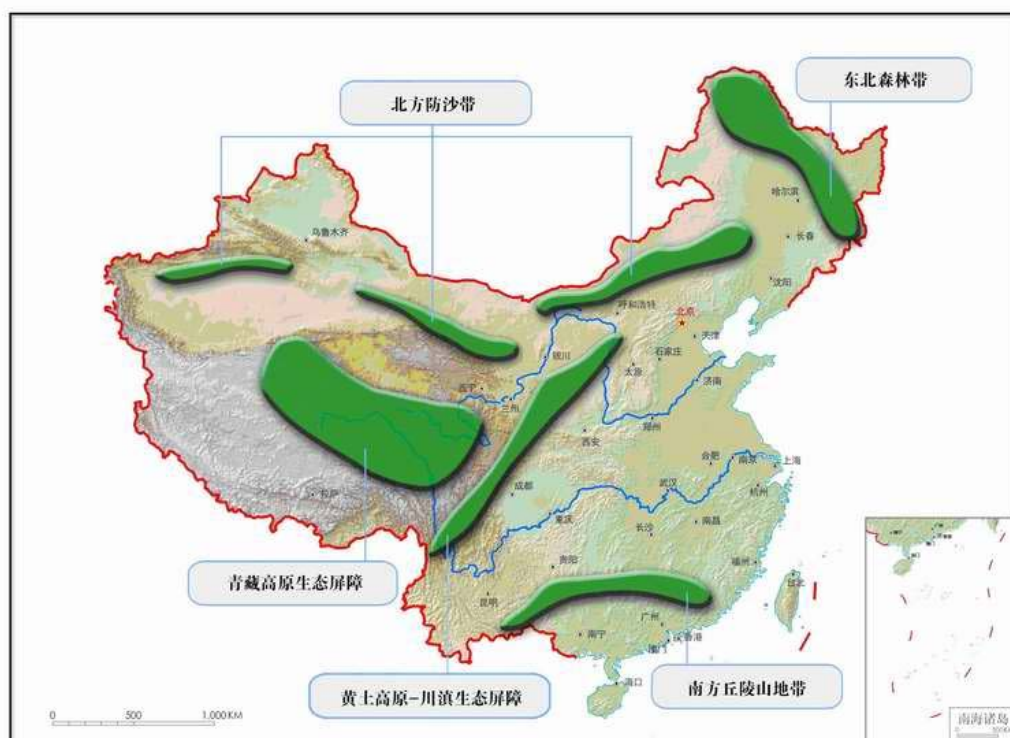 东北森林带
北方防沙带
哈尔滨
乌鲁木齐
长春
沈阳
呼和浩特
北京
天津
银川
石家庄
太原
济南
西宁
兰州
郑州
西安
合肥
南京
上海
成都
武汉
杭州
拉萨
重庆
长沙
南昌
贵阳
福州
青藏高原生态屏障
台北
昆明
广州
南宁
香港
澳门
黄土高原-川滇生态屏障
南方丘陵山地带
海口
0 500 1,000 KM
南海诸岛